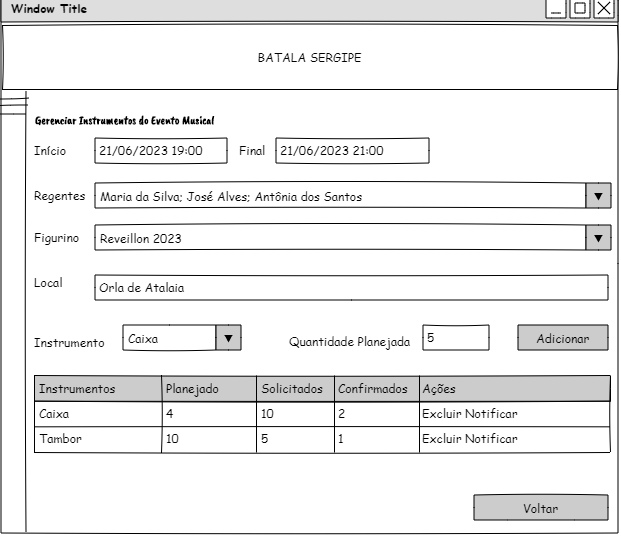 Window Title
BATALA SERGIPE
Gerenciar Instrumentos do Evento Musical
Início 21/06/2023 19:00 Final 21/06/2023 21:00
Regentes Maria da Silva; José Alves; Antônia dos Santos
Figurino Reveillon 2023
Local Orla de Atalaia
Instrumento Caixa Quantidade Planejada 5 Adicionar
Instrumentos Planejado Solicitados Confirmados Ações
Caixa 4 10 2 Excluir Notificar
Tambor 10 5 1 Excluir Notificar
Voltar